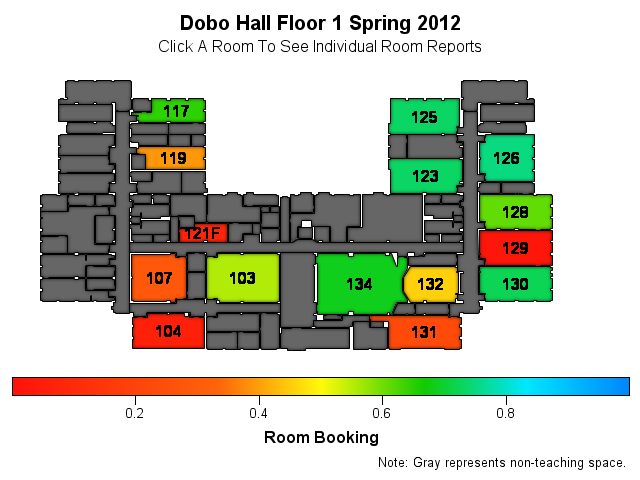 Dobo Hall Floor 1 Spring 2012
Click A Room To See Individual Room Reports
117
125
119
126
123
128
121F
129
107
103
134
132
130
104
131
0.2 0.4 0.6 0.8
Room Booking
Note: Gray represents non-teaching space.